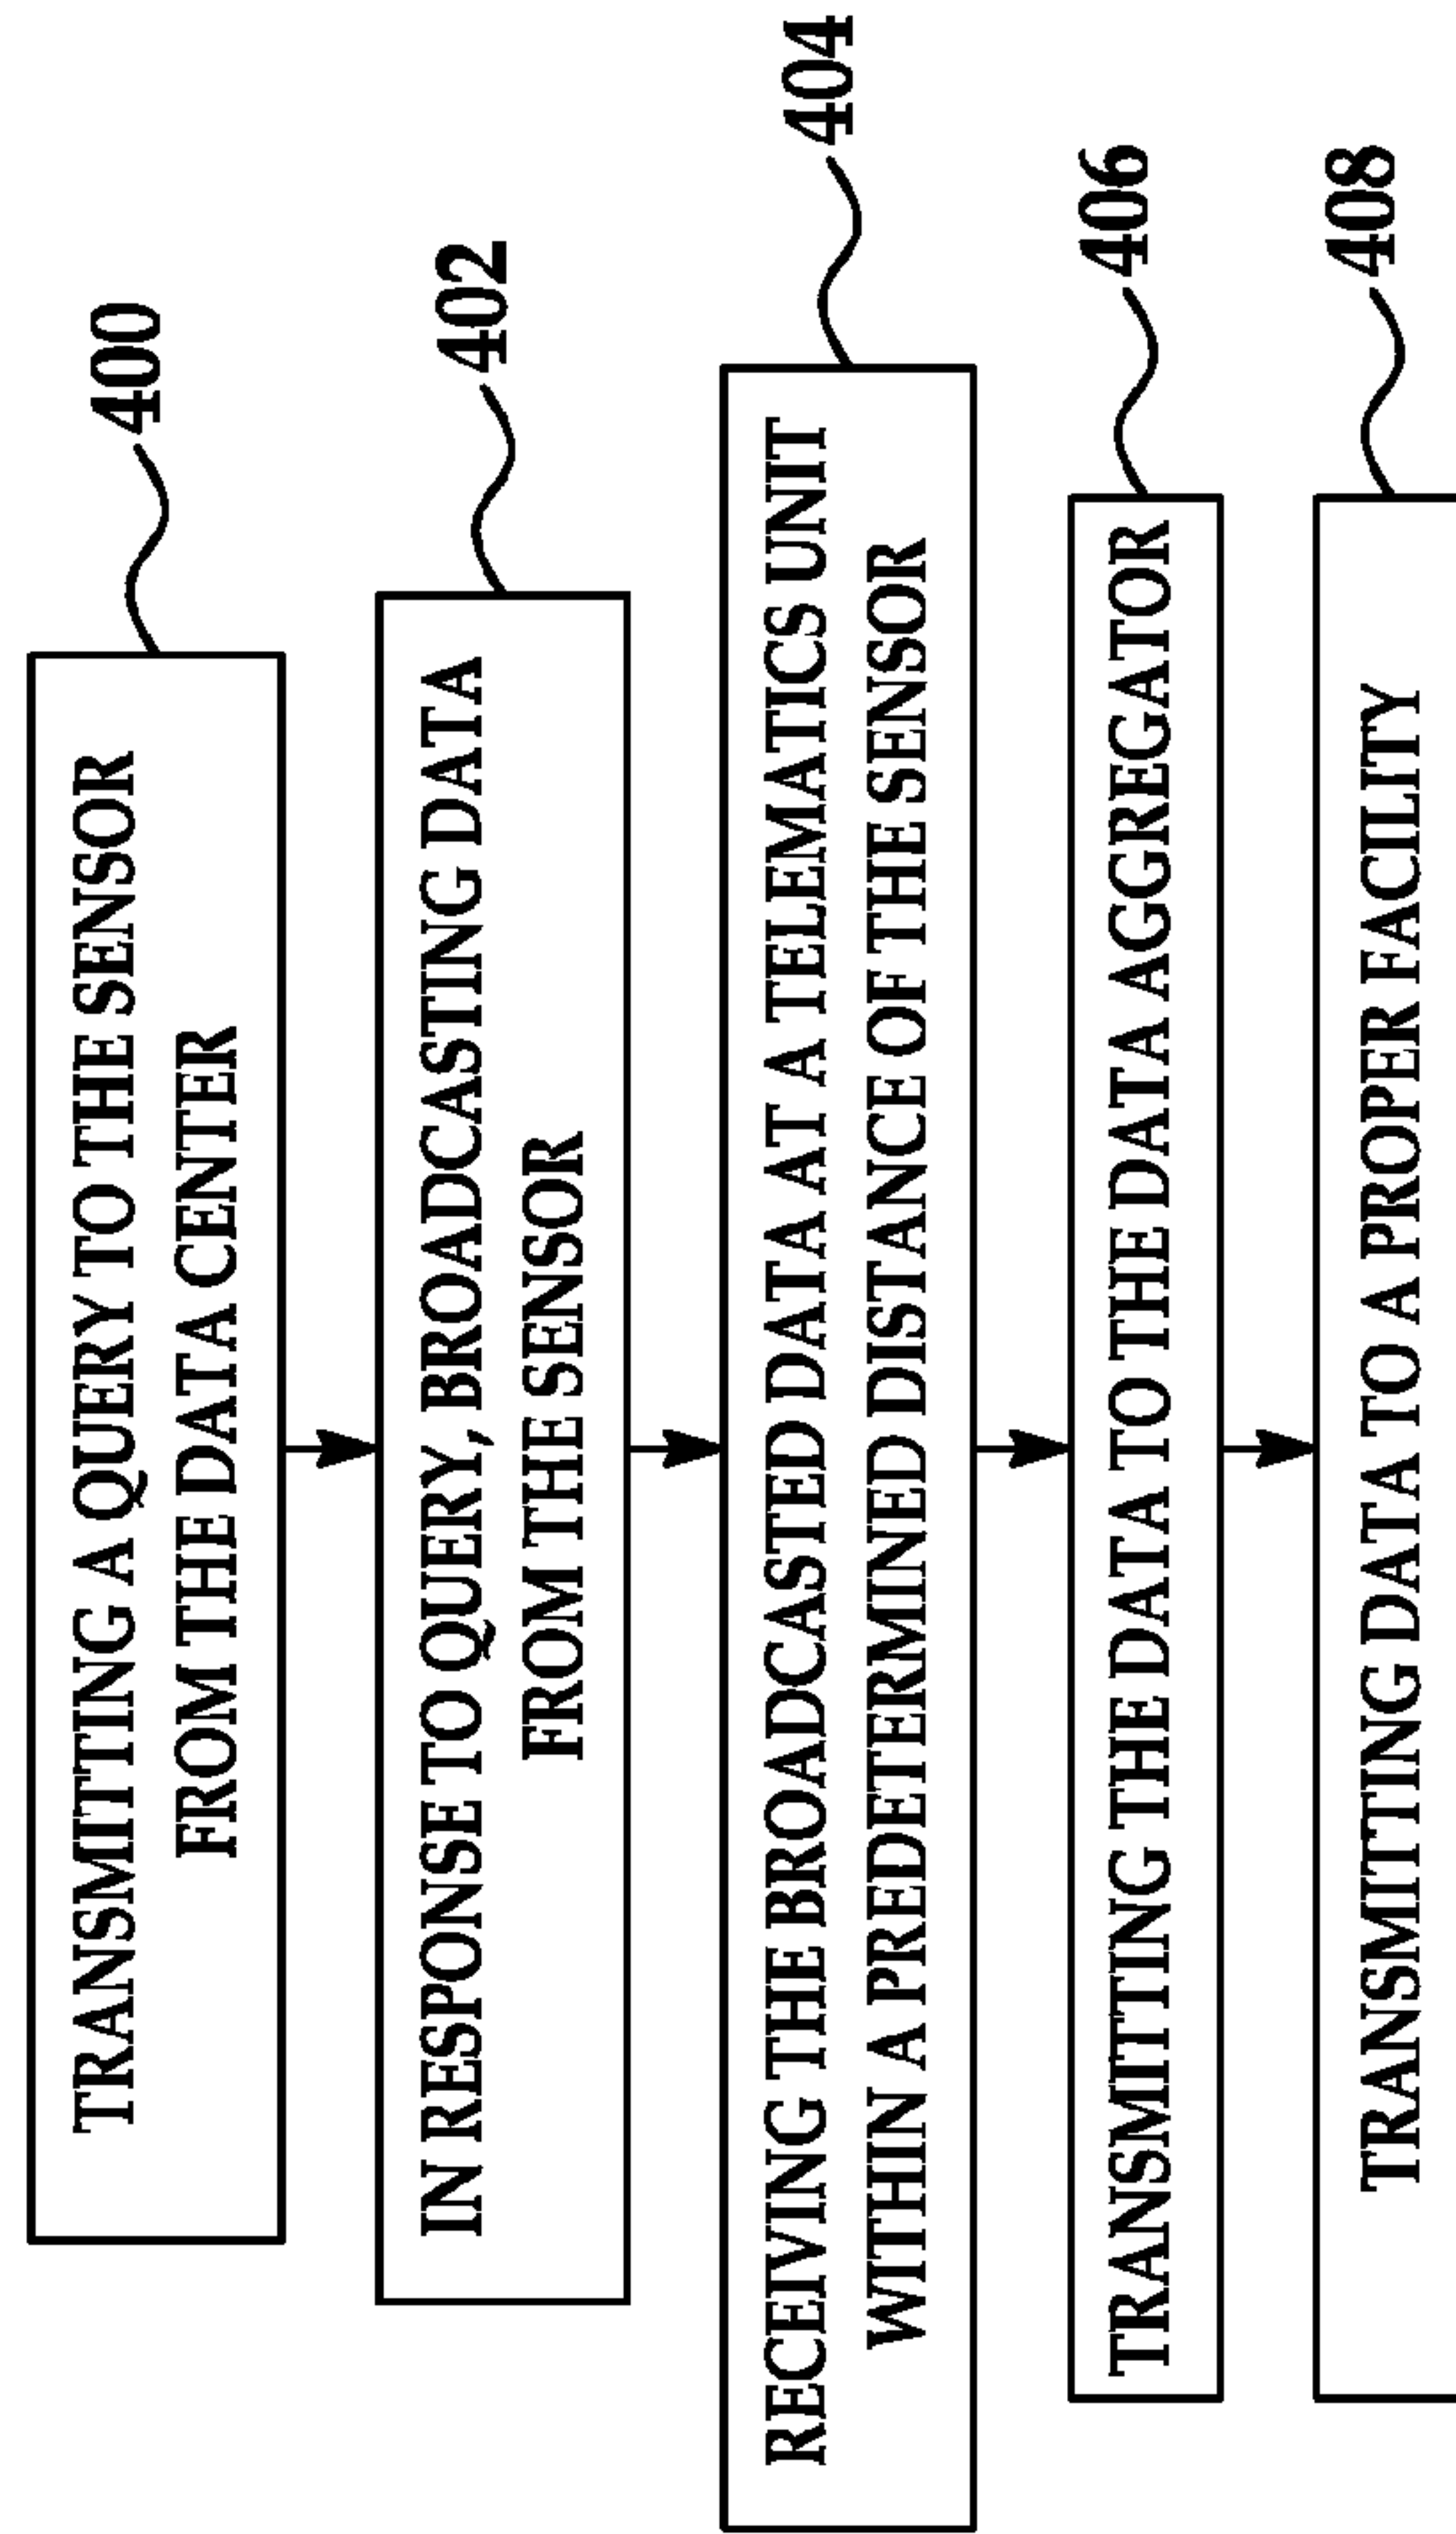 TRANSMITTING A QUERY TO THE SENSOR
FROM THE DATA CENTER
400
IN RESPONSE TO QUERY, BROADCASTING DATA
FROM THE SENSOR
402
RECEIVING THE BROADCASTED DATA AT A TELEMATICS UNIT
WITHIN A PREDETERMINED DISTANCE OF THE SENSOR
404
TRANSMITTING THE DATA TO THE DATA AGGREGATOR
406
TRANSMITTING DATA TO A PROPER FACILITY
408